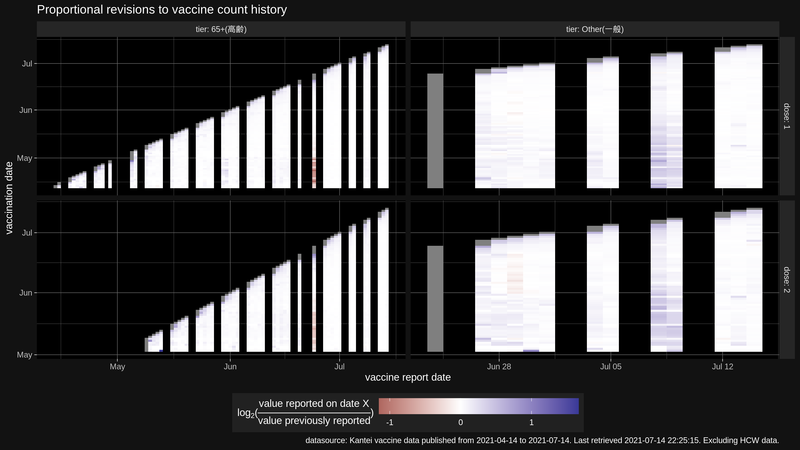 Proportional revisions to vaccine count history
tier: 65+(高齢)
tier: Other(一般)
Jul
Jun
May
dose: 1
vaccination date
Jul
Jun
May
dose: 2
May
Jun
Jul
Jun 28
Jul 05
Jul 12
vaccine report date
log2(value reported on date X
value previously reported)
-1
0
1
datasource: Kantei vaccine data published from 2021-04-14 to 2021-07-14. Last retrieved 2021-07-14 22:25:15. Excluding HCW data.